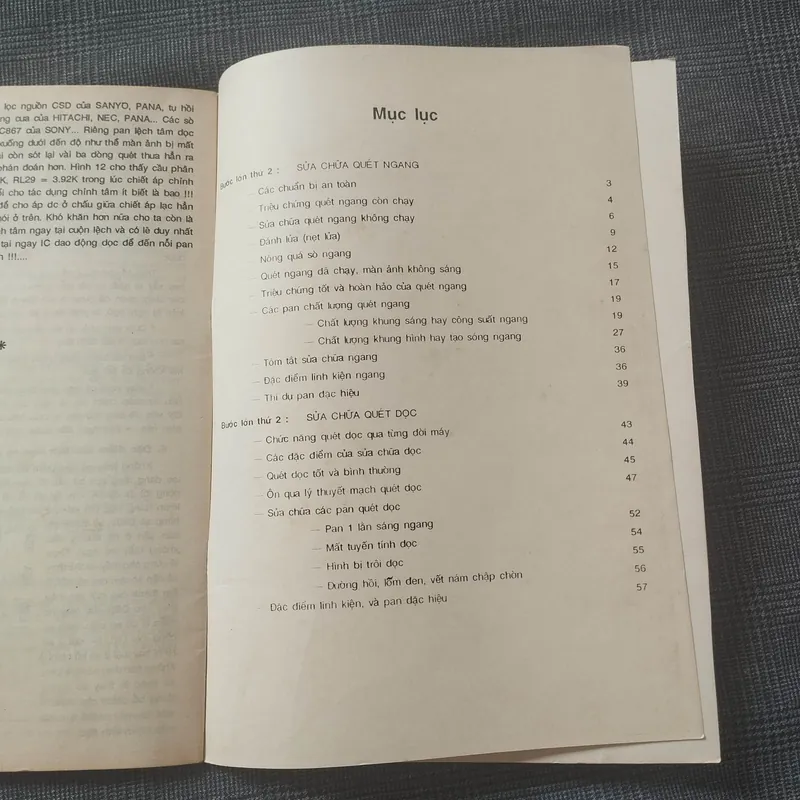 lọc nguồn CSD của SANYO, PANA, tự hồi
ng cưa của HITACHI, NEC, PANA... Các sò
C867 của SONY... Riêng pan lệch tâm dọc
xuống dưới đến độ như thể màn ảnh bị mất
ại còn sót lại vài ba dòng quét thưa hẳn ra
phán đoán hơn. Hình 12 cho thấy cầu phân
K, RL29 = 3.92K trong lúc chiết áp chỉnh
ổi cho tác dụng chỉnh tâm ít biết là bao !!!
để cho áp dc ở chấu giữa chiết áp lạc hẳn
nói ở trên. Khó khăn hơn nữa cho ta còn là
h tâm ngay tại cuộn lệch và có lẽ duy nhất
tại ngay IC dao động dọc để đến nỗi pan
h !!!....
*
Mục lục
Bước lớn thứ 2 : SỬA CHỮA QUÉT NGANG
— Các chuẩn bị an toàn 3
— Triệu chứng quét ngang còn chạy 4
— Sửa chữa quét ngang không chạy 6
— Đánh lửa (nẹt lửa) 9
— Nóng quá sò ngang 12
— Quét ngang đã chạy, màn ảnh không sáng 15
— Triệu chứng tốt và hoàn hảo của quét ngang 17
— Các pan chất lượng quét ngang 19
— Chất lượng khung sáng hay công suất ngang 19
— Chất lượng khung hình hay tạo sóng ngang 27
— Tóm tắt sửa chữa ngang 36
— Đặc điểm linh kiện ngang 36
— Thí dụ pan đặc hiệu 39
Bước lớn thứ 2 : SỬA CHỮA QUÉT DỌC
— Chức năng quét dọc qua từng đời máy 43
— Các đặc điểm của sửa chữa dọc 44
— Quét dọc tốt và bình thường 45
— Ôn qua lý thuyết mạch quét dọc 47
— Sửa chữa các pan quét dọc
— Pan 1 lằn sáng ngang 52
— Mất tuyến tính dọc 54
— Hình bị trôi dọc 55
— Đường hồi, lốm đen, vết nám chập chờn 56
- Đặc điểm linh kiện, và pan đặc hiệu 57